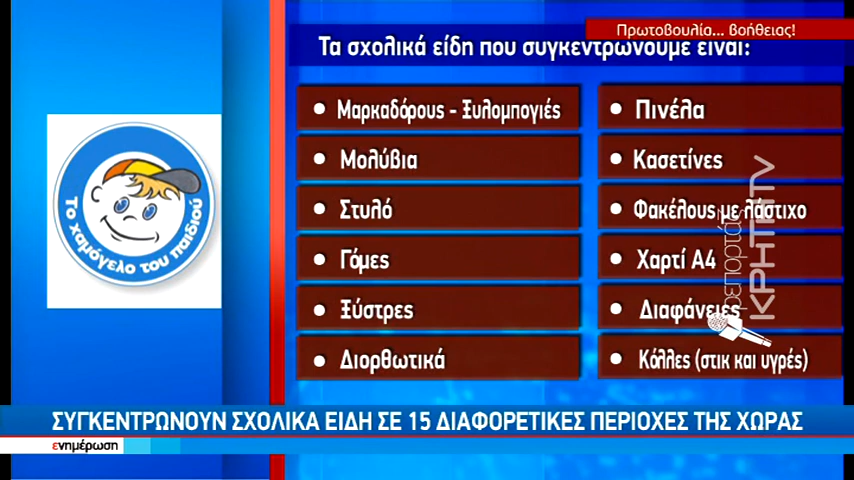 Πρωτοβουλία... βοήθειας!
Τα σχολικά είδη που συγκεντρώνουμε είναι:
• Μαρκαδόρους - Ξυλομπογιές
• Μολύβια
• Στυλό
• Γόμες
• Ξύστρες
• Διορθωτικά
• Πινέλα
• Κασετίνες
• Φακέλους με λάστιχο
• Χαρτί Α4
• Διαφάνειες
• Κόλλες (στικ και υγρές)
Το χαμόγελο του παιδιού
ρεπορτάζ
ΚΡΗΤΗ TV
ΣΥΓΚΕΝΤΡΩΝΟΥΝ ΣΧΟΛΙΚΑ ΕΙΔΗ ΣΕ 15 ΔΙΑΦΟΡΕΤΙΚΕΣ ΠΕΡΙΟΧΕΣ ΤΗΣ ΧΩΡΑΣ
ενημέρωση